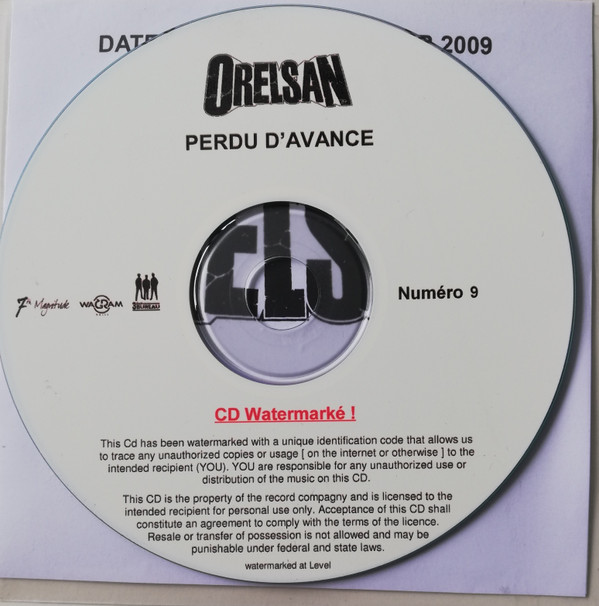 DATE 2009
ORELSAN
PERDU D'AVANCE
ELS
7th Magnitude WAGRAM
Numéro 9
CD Watermarké !
This Cd has been watermarked with a unique identification code that allows us
to trace any unauthorized copies or usage [ on the internet or otherwise ] to the
intended recipient (YOU). YOU are responsible for any unauthorized use or
distribution of the music on this CD.
This CD is the property of the record compagny and is licensed to the
intended recipient for personal use only. Acceptance of this CD shall
constitute an agreement to comply with the terms of the licence.
Resale or transfer of possession is not allowed and may be
punishable under federal and state laws.
watermarked at Level